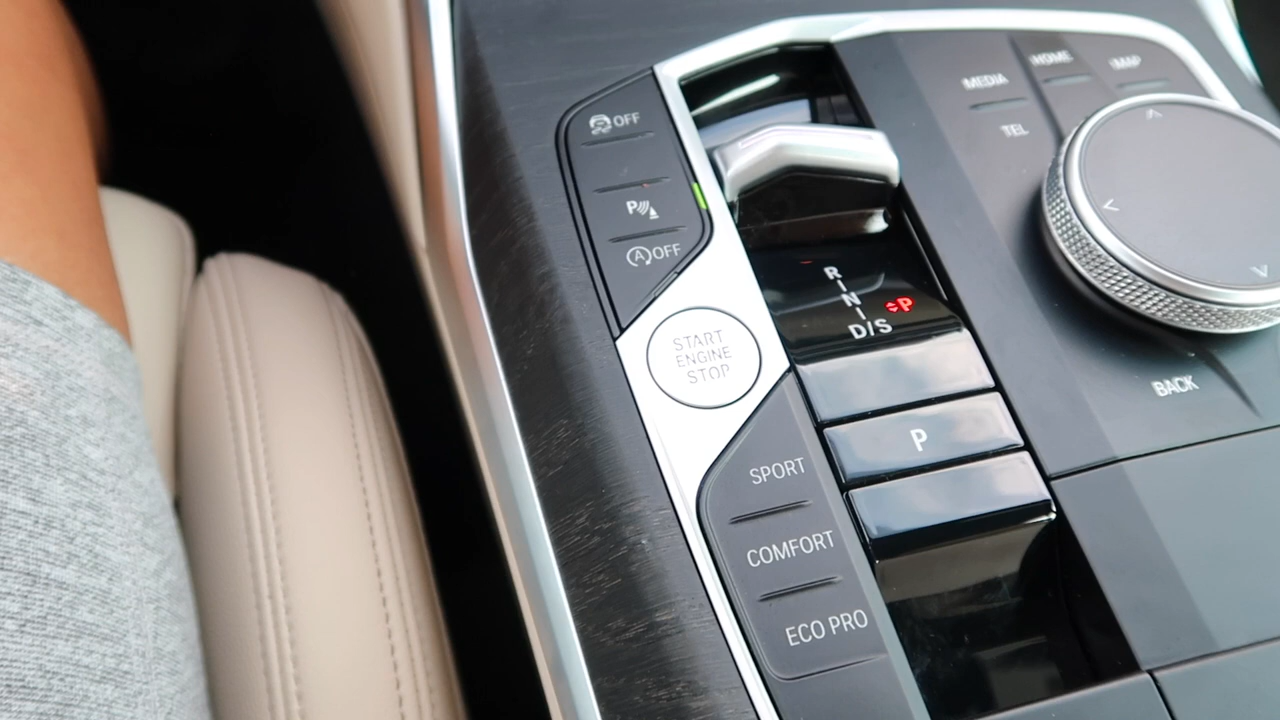 OFF
P
A OFF
START
ENGINE
STOP
SPORT
COMFORT
ECO PRO
R
N
D/S
P
P
MEDIA
HOME
MAP
TEL
BACK